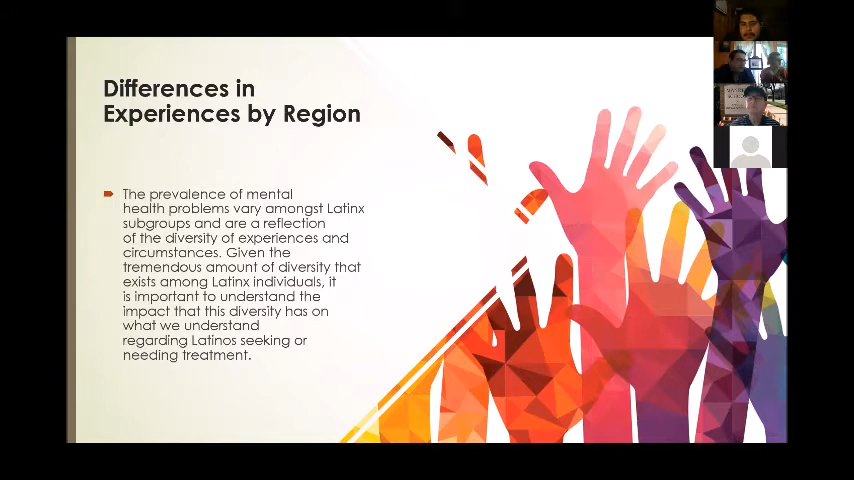 Differences in
Experiences by Region
The prevalence of mental
health problems vary amongst Latinx
subgroups and are a reflection
of the diversity of experiences and
circumstances. Given the
tremendous amount of diversity that
exists among Latinx individuals, it
is important to understand the
impact that this diversity has on
what we understand
regarding Latinos seeking or
needing treatment.